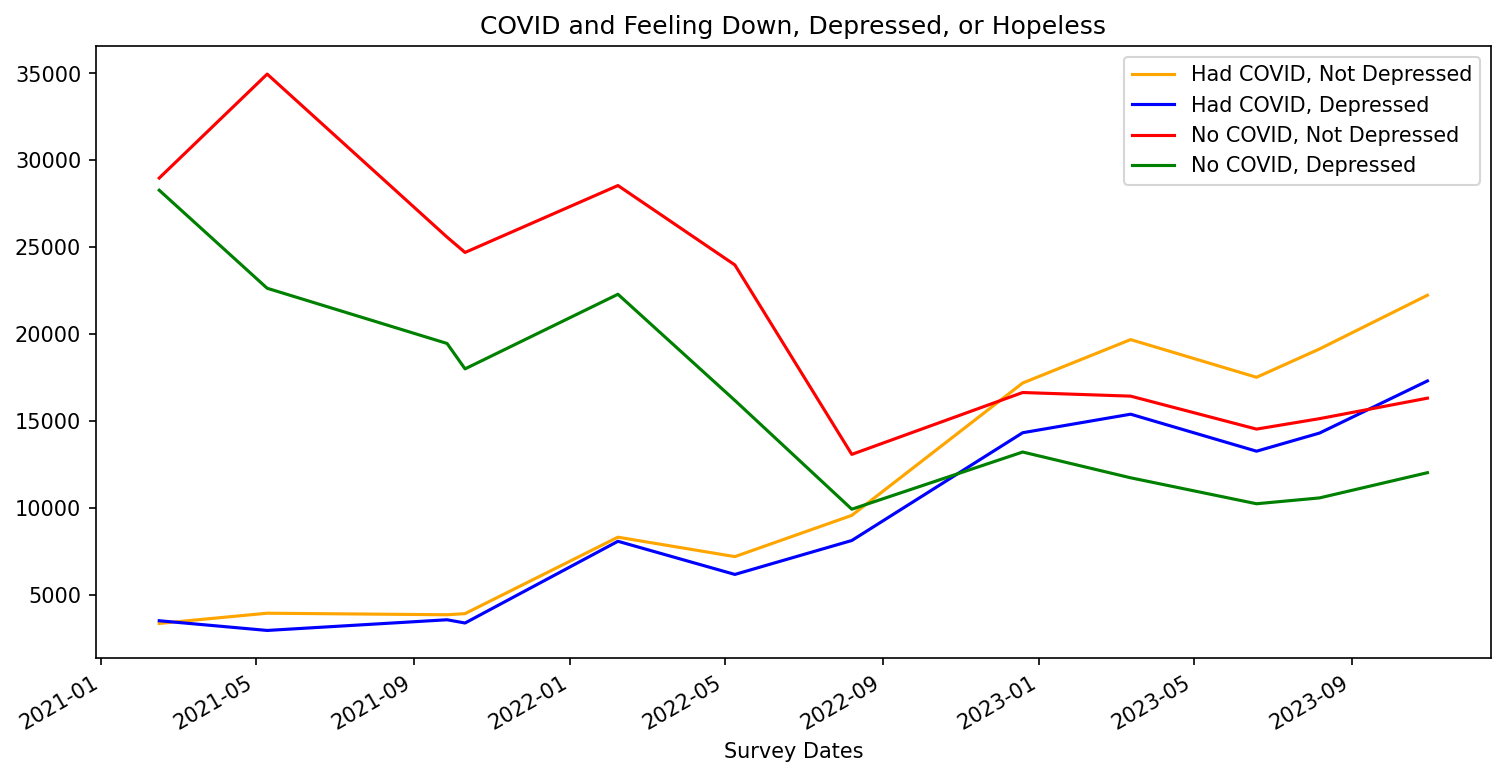 COVID and Feeling Down, Depressed, or Hopeless
Had COVID, Not Depressed
Had COVID, Depressed
No COVID, Not Depressed
No COVID, Depressed
35000
30000
25000
20000
15000
10000
5000
2021-01
2021-05
2021-09
2022-01
2022-05
2022-09
2023-01
2023-05
2023-09
Survey Dates